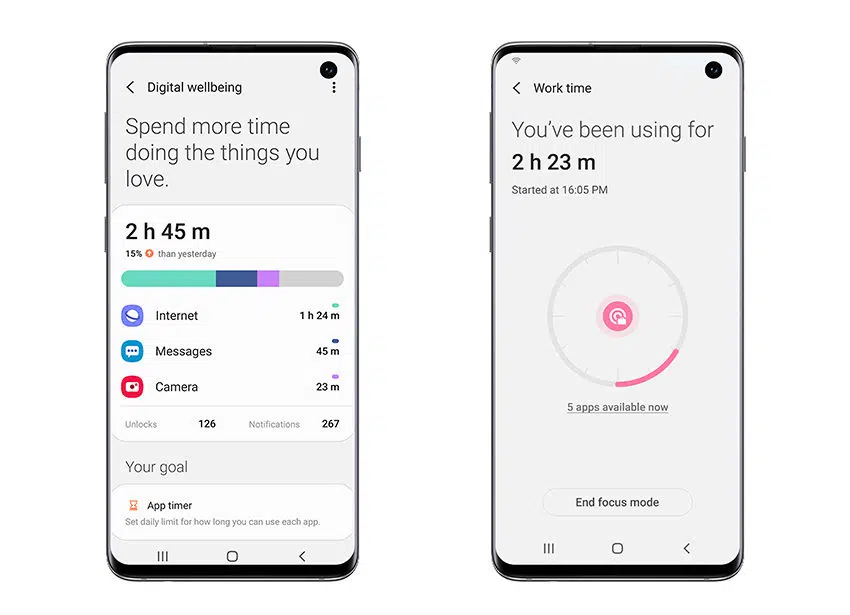 Digital wellbeing
Spend more time
doing the things you
love.
2 h 45 m
15% than yesterday
Internet 1 h 24 m
Messages 45 m
Camera 23 m
Unlocks 126 Notifications 267
Your goal
App timer
Set daily limit for how long you can use each app.
Work time
You’ve been using for
2 h 23 m
Started at 16:05 PM
5 apps available now
End focus mode